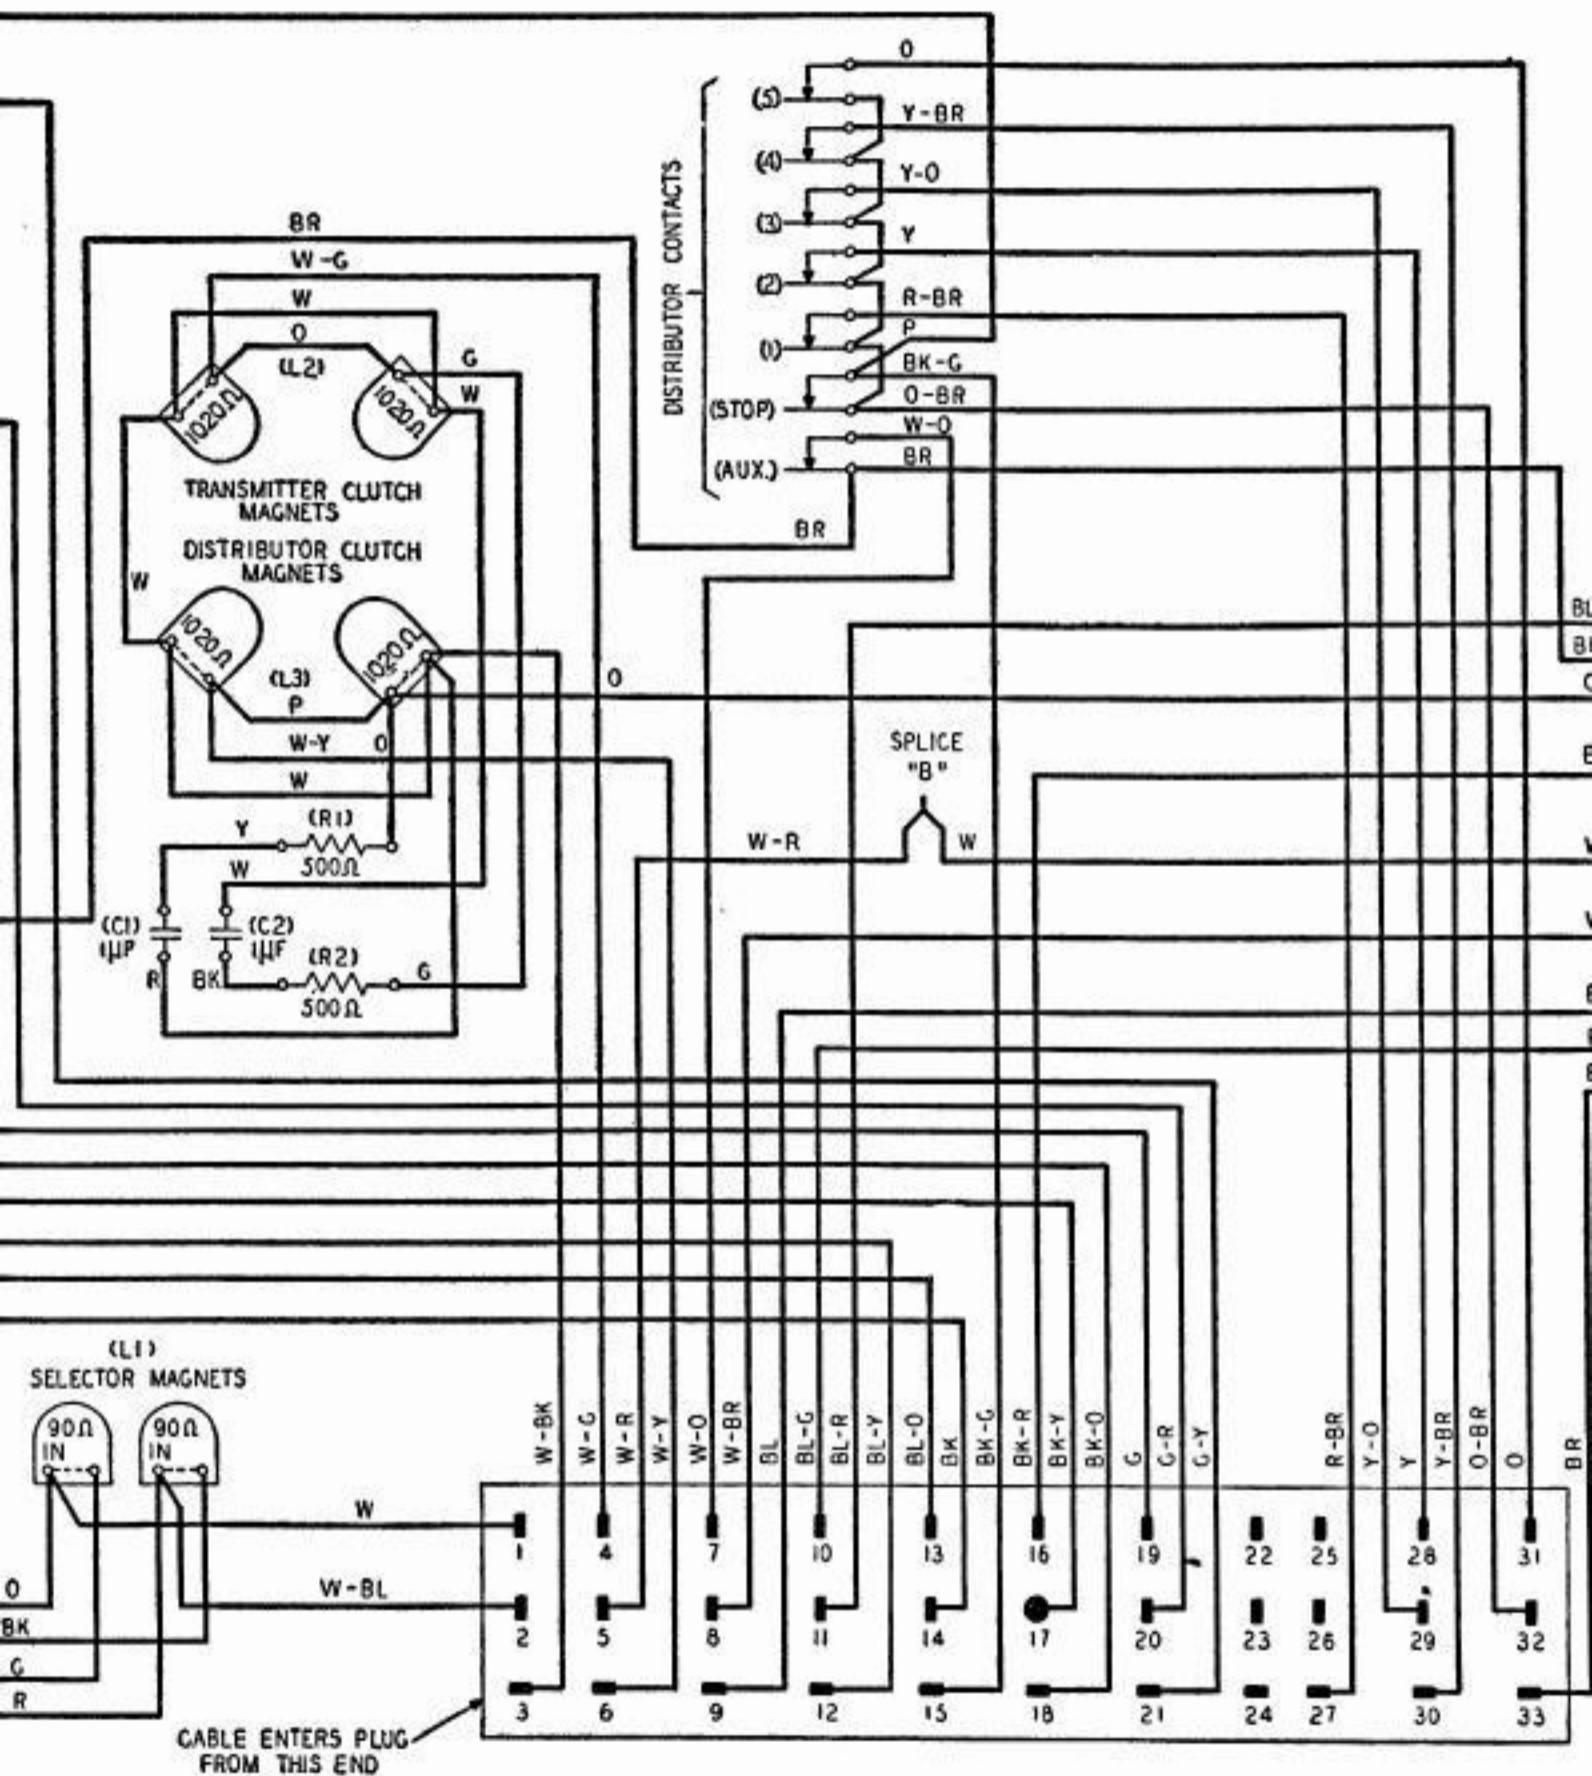 O
(5)
Y-BR
(4)
Y-O
(3)
Y
(2)
R-BR
P
(1)
BK-G
O-BR
(STOP)
W-O
BR
(AUX.)
DISTRIBUTOR CONTACTS
BR
BR
W-G
W
O
(L2)
G
W
1020Ω
1020Ω
TRANSMITTER CLUTCH
MAGNETS
DISTRIBUTOR CLUTCH
MAGNETS
W
1020Ω
1020Ω
(L3)
P
O
W-Y
O
W
SPLICE
"B"
W-R
W
(R1)
Y
500Ω
W
(C1)
1μP
(C2)
1μF
R
BK
(R2)
500Ω
G
BL
(L1)
SELECTOR MAGNETS
90Ω
IN
90Ω
IN
W
W-BL
O
BK
G
R
W-BK
W-G
W-R
W-Y
W-O
W-BR
BL
BL-G
BL-R
BL-Y
BL-O
BK
BK-G
BK-R
BK-Y
BK-O
G
G-R
G-Y
R-BR
Y-O
Y
Y-BR
O-BR
O
BR
1 4 7 10 13 16 19 22 25 28 31
2 5 8 11 14 17 20 23 26 29 32
3 6 9 12 15 18 21 24 27 30 33
CABLE ENTERS PLUG
FROM THIS END